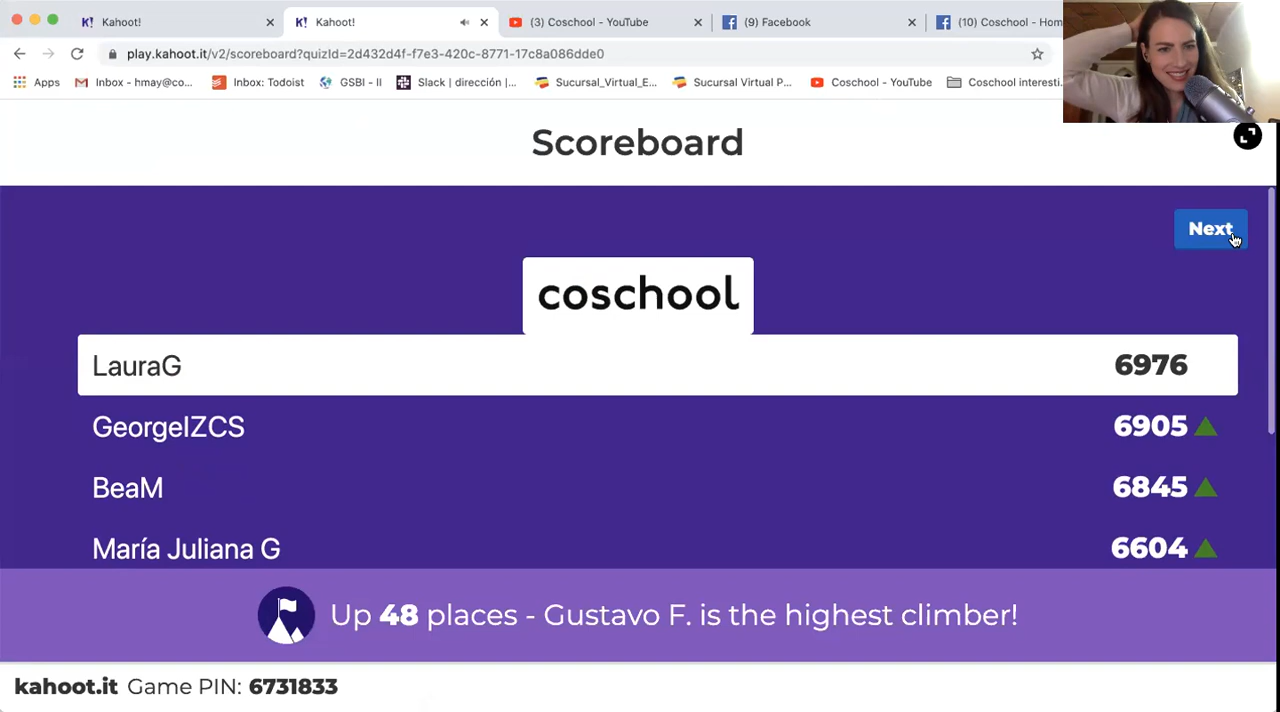 Kahoot! Kahoot! (3) Coschool - YouTube (9) Facebook (10) Coschool - Hom
play.kahoot.it/v2/scoreboard?quizId=2d432d4f-f7e3-420c-8771-17c8a086dde0
Apps Inbox - hmay@co... Inbox: Todoist GSBI - II Slack | dirección |... Sucursal_Virtual_E... Sucursal Virtual P... Coschool - YouTube Coschool interesti...
Scoreboard
Next
coschool
LauraG 6976
GeorgeIZCS 6905
BeaM 6845
María Juliana G 6604
Up 48 places - Gustavo F. is the highest climber!
kahoot.it Game PIN: 6731833